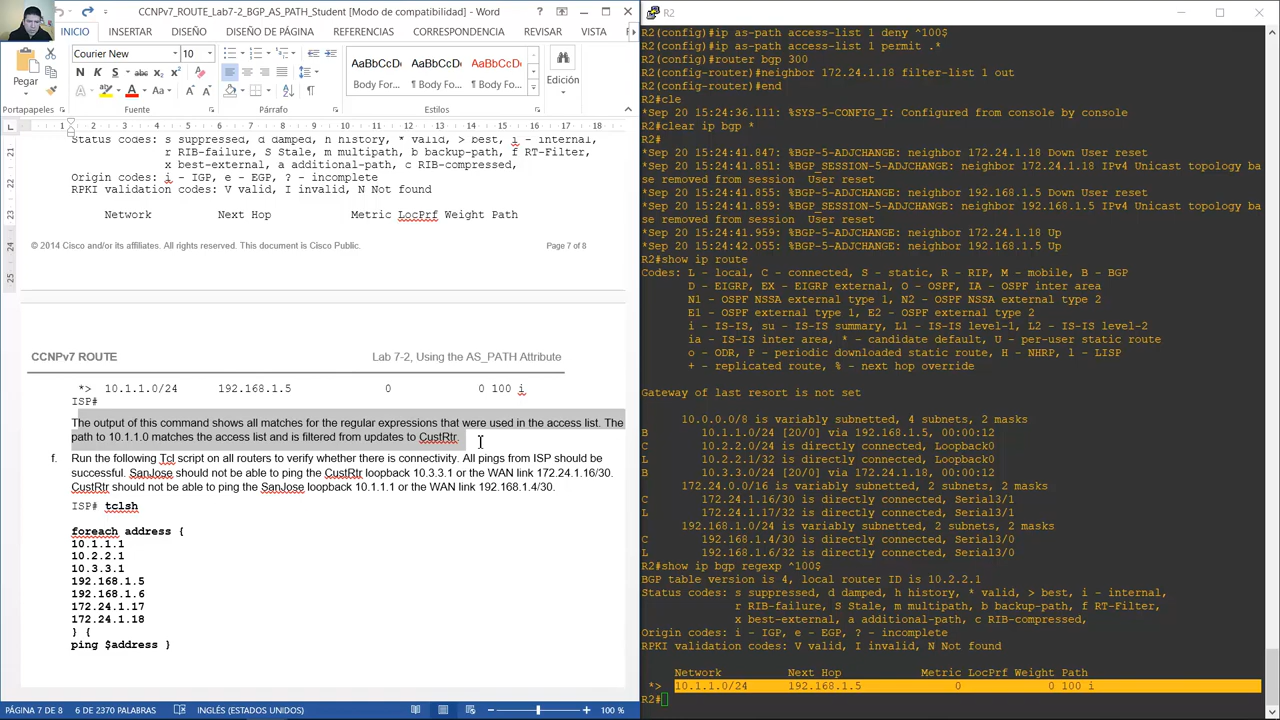 CCNPv7_ROUTE_Lab7-2_BGP_AS_PATH_Student [Modo de compatibilidad] - Word
INICIO INSERTAR DISEÑO DE PÁGINA REFERENCIAS CORRESPONDENCIA REVISAR VISTA
Courier New 10
Pegar
N K S
AaBbCcDc AaBbCcDc AaBbCcDc
Body For... Body Fo... Body For...
Edición
Portapapeles Fuente Párrafo Estilos
1 2 3 4 5 6 7 8 9 10 11 12 13 14 15 16 17 18
21
22
23
24
25
Status codes: s suppressed, d damped, h history, * valid, > best, i - internal,
r RIB-failure, S Stale, m multipath, b backup-path, f RT-Filter,
x best-external, a additional-path, c RIB-compressed,
Origin codes: i - IGP, e - EGP, ? - incomplete
RPKI validation codes: V valid, I invalid, N Not found
Network Next Hop Metric LocPrf Weight Path
© 2014 Cisco and/or its affiliates. All rights reserved. This document is Cisco Public. Page 7 of 8
CCNPv7 ROUTE Lab 7-2, Using the AS_PATH Attribute
*> 10.1.1.0/24 192.168.1.5 0 0 100 i
ISP#
The output of this command shows all matches for the regular expressions that were used in the access list. The
path to 10.1.1.0 matches the access list and is filtered from updates to CustRtr.
f. Run the following Tcl script on all routers to verify whether there is connectivity. All pings from ISP should be
successful. SanJose should not be able to ping the CustRtr loopback 10.3.3.1 or the WAN link 172.24.1.16/30.
CustRtr should not be able to ping the SanJose loopback 10.1.1.1 or the WAN link 192.168.1.4/30.
ISP# tclsh
foreach address {
10.1.1.1
10.2.2.1
10.3.3.1
192.168.1.5
192.168.1.6
172.24.1.17
172.24.1.18
} {
ping $address }
PÁGINA 7 DE 8 6 DE 2370 PALABRAS INGLÉS (ESTADOS UNIDOS) 100 %
R2
R2(config)#ip as-path access-list 1 deny ^100$
R2(config)#ip as-path access-list 1 permit .*
R2(config)#router bgp 300
R2(config-router)#neighbor 172.24.1.18 filter-list 1 out
R2(config-router)#end
R2#cle
*Sep 20 15:24:36.111: %SYS-5-CONFIG_I: Configured from console by console
R2#clear ip bgp *
R2#
*Sep 20 15:24:41.847: %BGP-5-ADJCHANGE: neighbor 172.24.1.18 Down User reset
*Sep 20 15:24:41.851: %BGP_SESSION-5-ADJCHANGE: neighbor 172.24.1.18 IPv4 Unicast topology ba
se removed from session  User reset
*Sep 20 15:24:41.855: %BGP-5-ADJCHANGE: neighbor 192.168.1.5 Down User reset
*Sep 20 15:24:41.859: %BGP_SESSION-5-ADJCHANGE: neighbor 192.168.1.5 IPv4 Unicast topology ba
se removed from session  User reset
*Sep 20 15:24:41.959: %BGP-5-ADJCHANGE: neighbor 172.24.1.18 Up
*Sep 20 15:24:42.055: %BGP-5-ADJCHANGE: neighbor 192.168.1.5 Up
R2#show ip route
Codes: L - local, C - connected, S - static, R - RIP, M - mobile, B - BGP
D - EIGRP, EX - EIGRP external, O - OSPF, IA - OSPF inter area
N1 - OSPF NSSA external type 1, N2 - OSPF NSSA external type 2
E1 - OSPF external type 1, E2 - OSPF external type 2
i - IS-IS, su - IS-IS summary, L1 - IS-IS level-1, L2 - IS-IS level-2
ia - IS-IS inter area, * - candidate default, U - per-user static route
o - ODR, P - periodic downloaded static route, H - NHRP, l - LISP
+ - replicated route, % - next hop override
Gateway of last resort is not set
10.0.0.0/8 is variably subnetted, 4 subnets, 2 masks
B 10.1.1.0/24 [20/0] via 192.168.1.5, 00:00:12
C 10.2.2.0/24 is directly connected, Loopback0
L 10.2.2.1/32 is directly connected, Loopback0
B 10.3.3.0/24 [20/0] via 172.24.1.18, 00:00:12
172.24.0.0/16 is variably subnetted, 2 subnets, 2 masks
C 172.24.1.16/30 is directly connected, Serial3/1
L 172.24.1.17/32 is directly connected, Serial3/1
192.168.1.0/24 is variably subnetted, 2 subnets, 2 masks
C 192.168.1.4/30 is directly connected, Serial3/0
L 192.168.1.6/32 is directly connected, Serial3/0
R2#show ip bgp regexp ^100$
BGP table version is 4, local router ID is 10.2.2.1
Status codes: s suppressed, d damped, h history, * valid, > best, i - internal,
r RIB-failure, S Stale, m multipath, b backup-path, f RT-Filter,
x best-external, a additional-path, c RIB-compressed,
Origin codes: i - IGP, e - EGP, ? - incomplete
RPKI validation codes: V valid, I invalid, N Not found
Network Next Hop Metric LocPrf Weight Path
*> 10.1.1.0/24 192.168.1.5 0 0 100 i
R2#